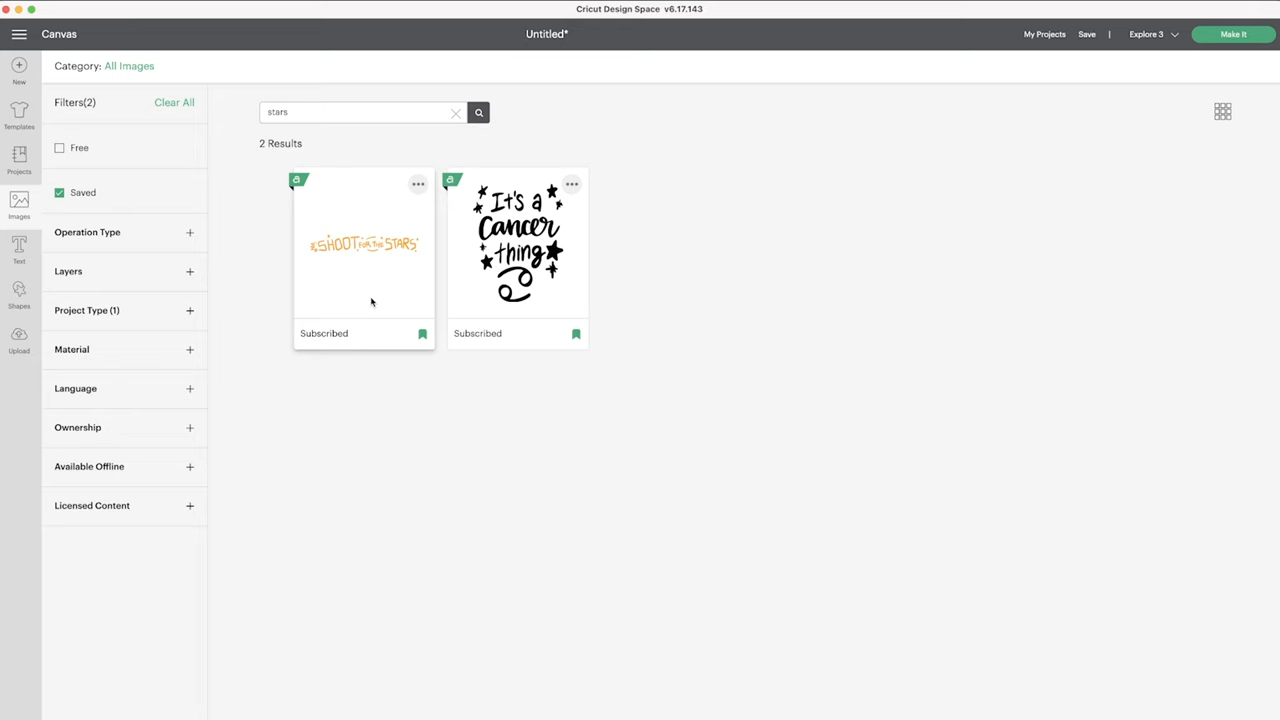 Cricut Design Space v6.17.143
Canvas
Untitled*
My Projects Save | Explore 3 Make It
New
Templates
Projects
Images
Text
Shapes
Upload
Category: All Images
Filters(2) Clear All
Free
Saved
Operation Type
Layers
Project Type (1)
Material
Language
Ownership
Available Offline
Licensed Content
stars
2 Results
SHOOT FOR THE STARS
Subscribed
It's a
Cancer
thing
Subscribed